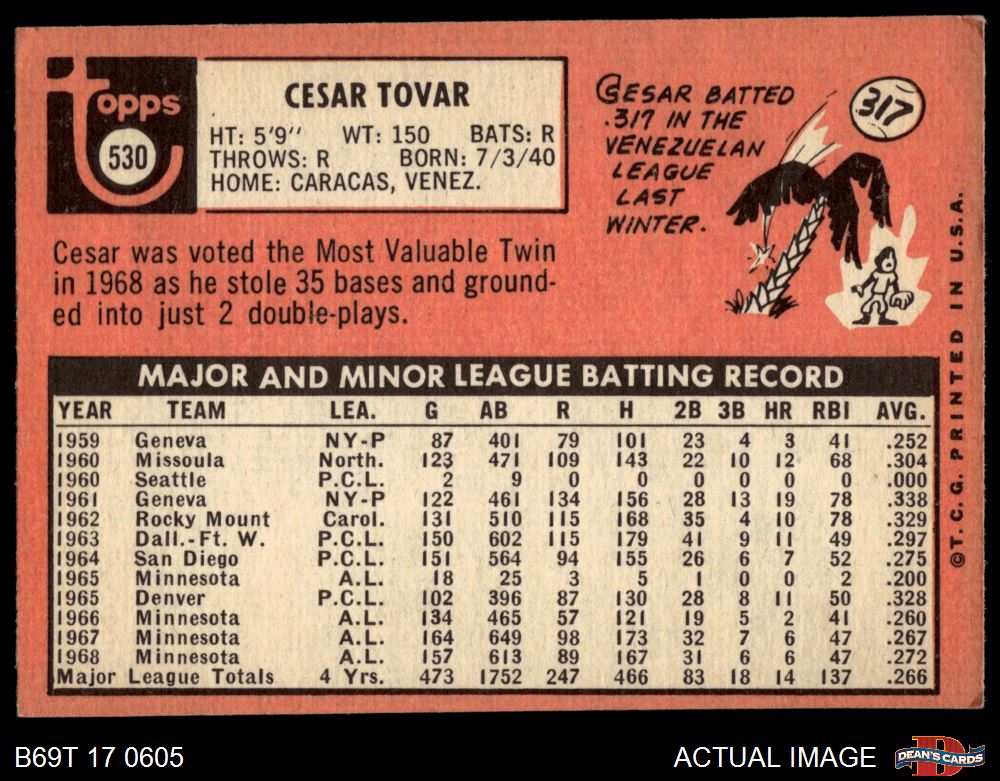 Topps
530
CESAR TOVAR
HT: 5'9" WT: 150 BATS: R
THROWS: R BORN: 7/3/40
HOME: CARACAS, VENEZ.
CESAR BATTED
.317 IN THE
VENEZUELAN
LEAGUE
LAST
WINTER.
317
Cesar was voted the Most Valuable Twin
in 1968 as he stole 35 bases and ground-
ed into just 2 double-plays.
MAJOR AND MINOR LEAGUE BATTING RECORD
YEAR TEAM LEA. G AB R H 2B 3B HR RBI AVG.
1959 Geneva NY-P 87 401 79 101 23 4 3 41 .252
1960 Missoula North. 123 471 109 143 22 10 12 68 .304
1960 Seattle P.C.L. 2 9 0 0 0 0 0 0 .000
1961 Geneva NY-P 122 461 134 156 28 13 19 78 .338
1962 Rocky Mount Carol. 131 510 115 168 35 4 10 78 .329
1963 Dall.-Ft. W. P.C.L. 150 602 115 179 41 9 11 49 .297
1964 San Diego P.C.L. 151 564 94 155 26 6 7 52 .275
1965 Minnesota A.L. 18 25 3 5 1 0 0 2 .200
1965 Denver P.C.L. 102 396 87 130 28 8 11 50 .328
1966 Minnesota A.L. 134 465 57 121 19 5 2 41 .260
1967 Minnesota A.L. 164 649 98 173 32 7 6 47 .267
1968 Minnesota A.L. 157 613 89 167 31 6 6 47 .272
Major League Totals 4 Yrs. 473 1752 247 466 83 18 14 137 .266
©T.C.G. PRINTED IN U.S.A.
B69T 17 0605
ACTUAL IMAGE
D
DEAN'S CARDS